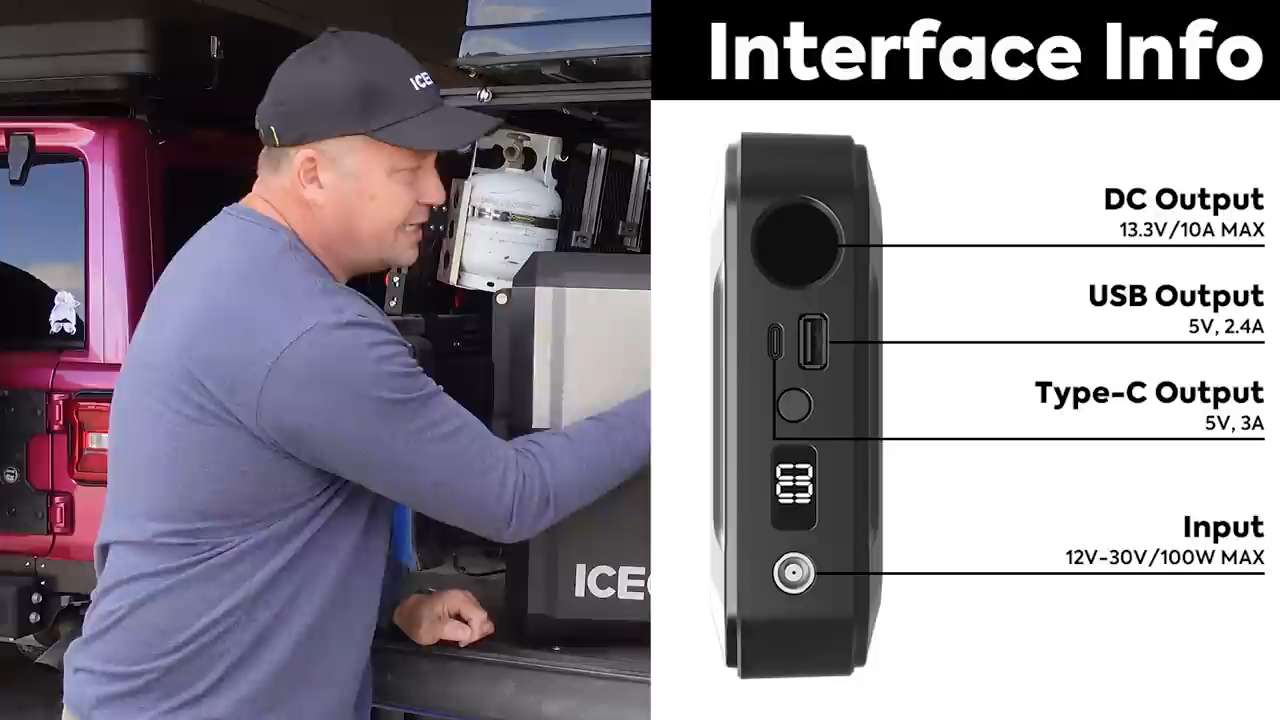 ICE
ICE
Interface Info
DC Output
13.3V/10A MAX
USB Output
5V, 2.4A
Type-C Output
5V, 3A
88
Input
12V-30V/100W MAX